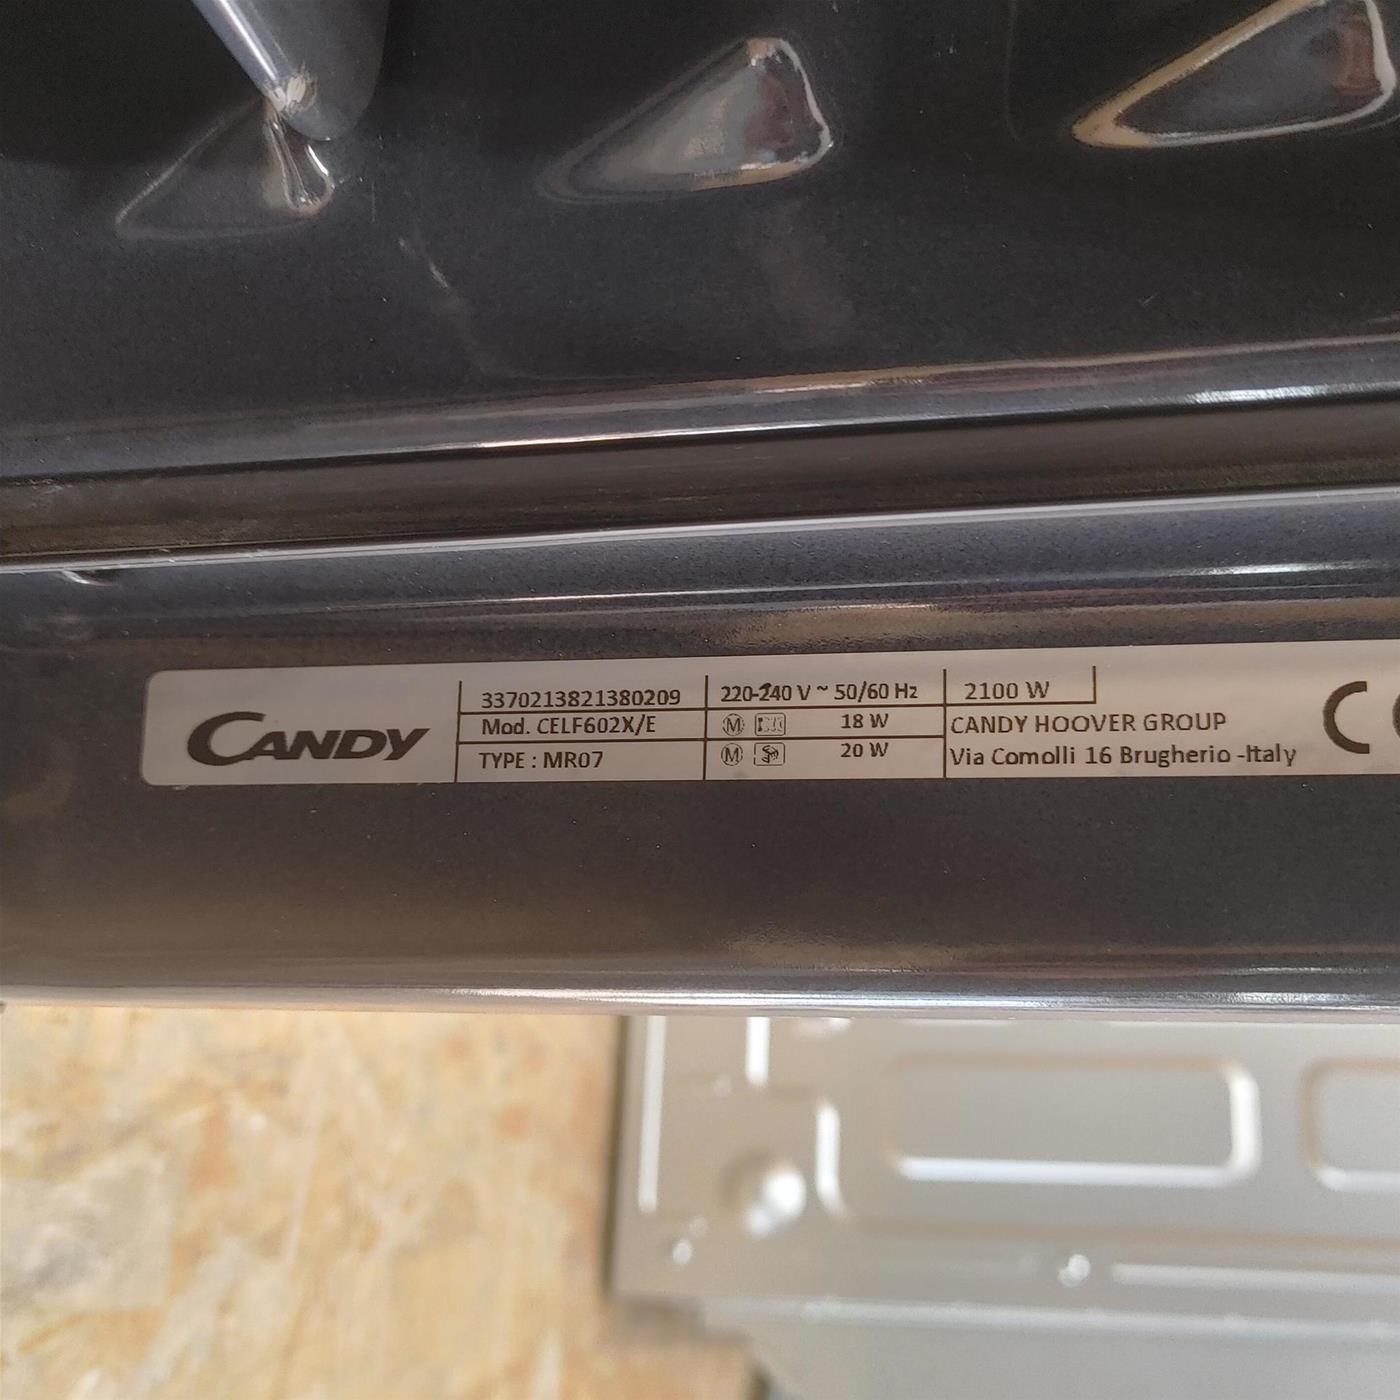 CANDY
3370213821380209
Mod. CELF602X/E
TYPE : MR07
220-240 V ~ 50/60 Hz
M 18 W
M 20 W
2100 W
CANDY HOOVER GROUP
Via Comolli 16 Brugherio -Italy
CE